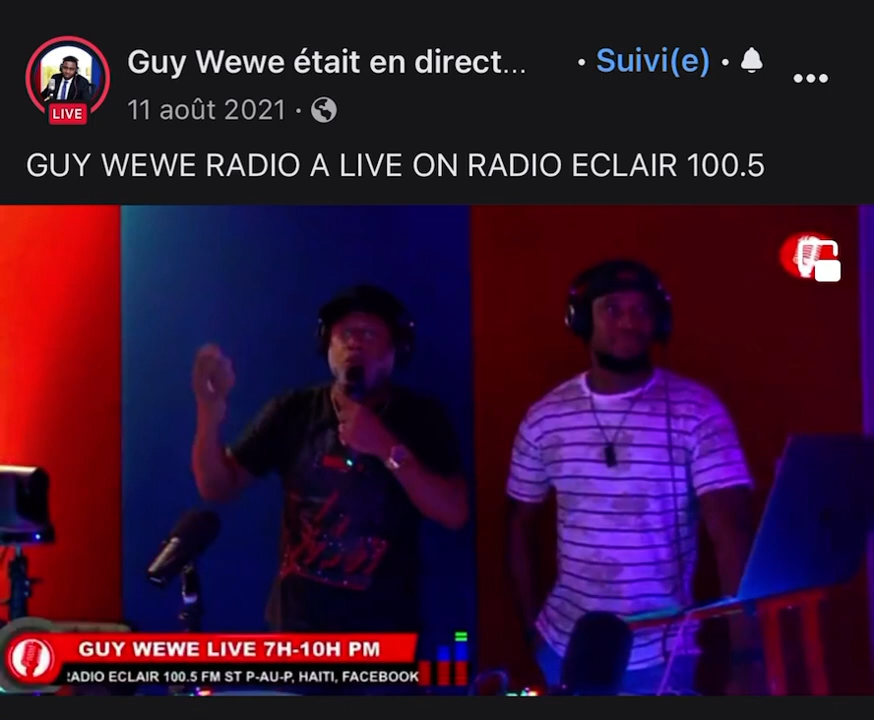 Guy Wewe était en direct... · Suivi(e) ·
LIVE
11 août 2021 ·
GUY WEWE RADIO A LIVE ON RADIO ECLAIR 100.5
GUY WEWE LIVE 7H-10H PM
ADIO ECLAIR 100.5 FM ST P-AU-P, HAITI, FACEBOOK